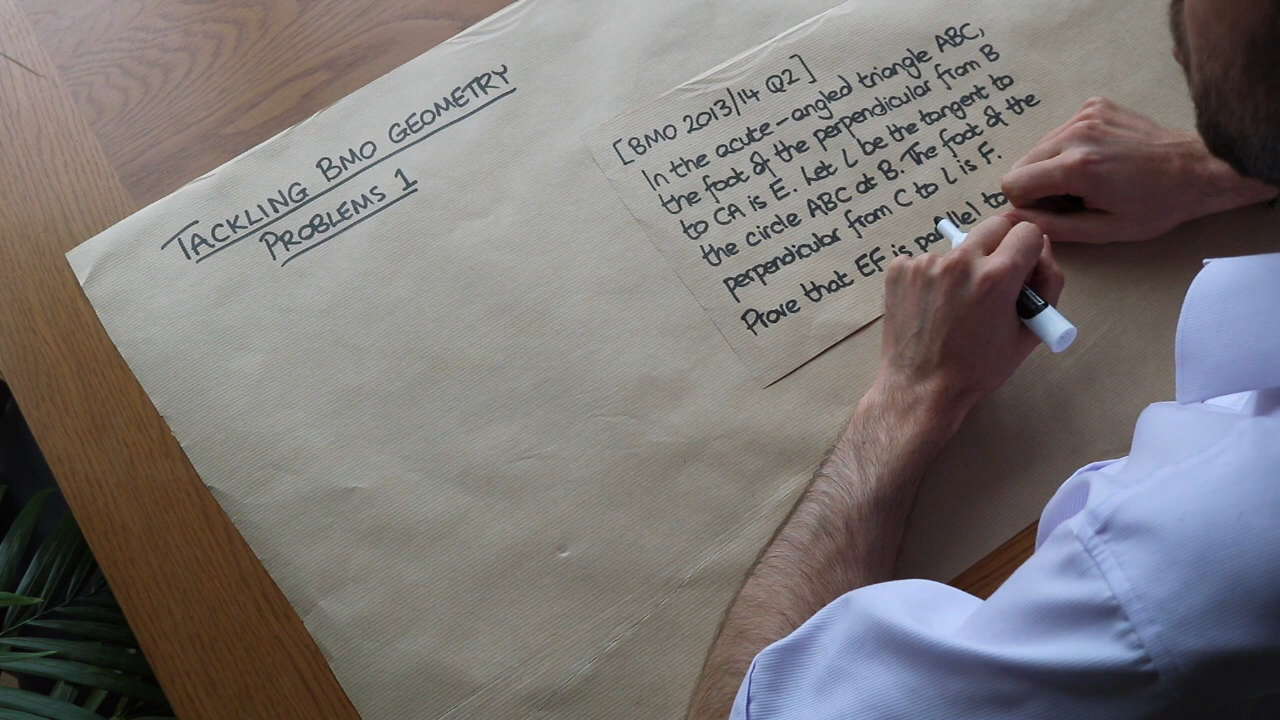 TACKLING BMO GEOMETRY
PROBLEMS 1
[BMO 2013/14 Q2]
In the acute-angled triangle ABC,
the foot of the perpendicular from B
to CA is E. Let l be the tangent to
the circle ABC at B. The foot of the
perpendicular from C to l is F.
Prove that EF is parallel to